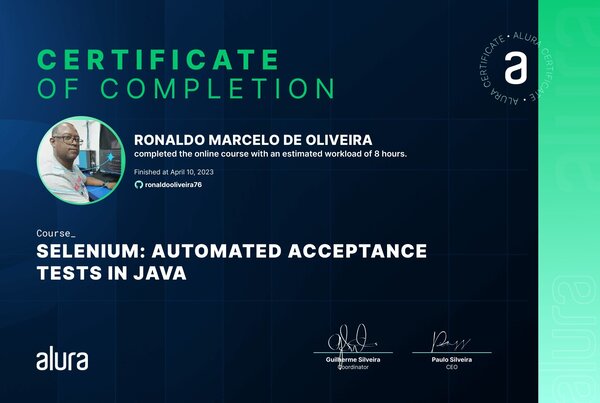 CERTIFICATE
OF COMPLETION
ALURA CERTIFICATE • ALURA CERTIFICATE •
a
RONALDO MARCELO DE OLIVEIRA
completed the online course with an estimated workload of 8 hours.
Finished at April 10, 2023
ronaldooliveira76
Course_
SELENIUM: AUTOMATED ACCEPTANCE
TESTS IN JAVA
alura
Guilherme Silveira
Coordinator
Paulo Silveira
CEO
alura
alura